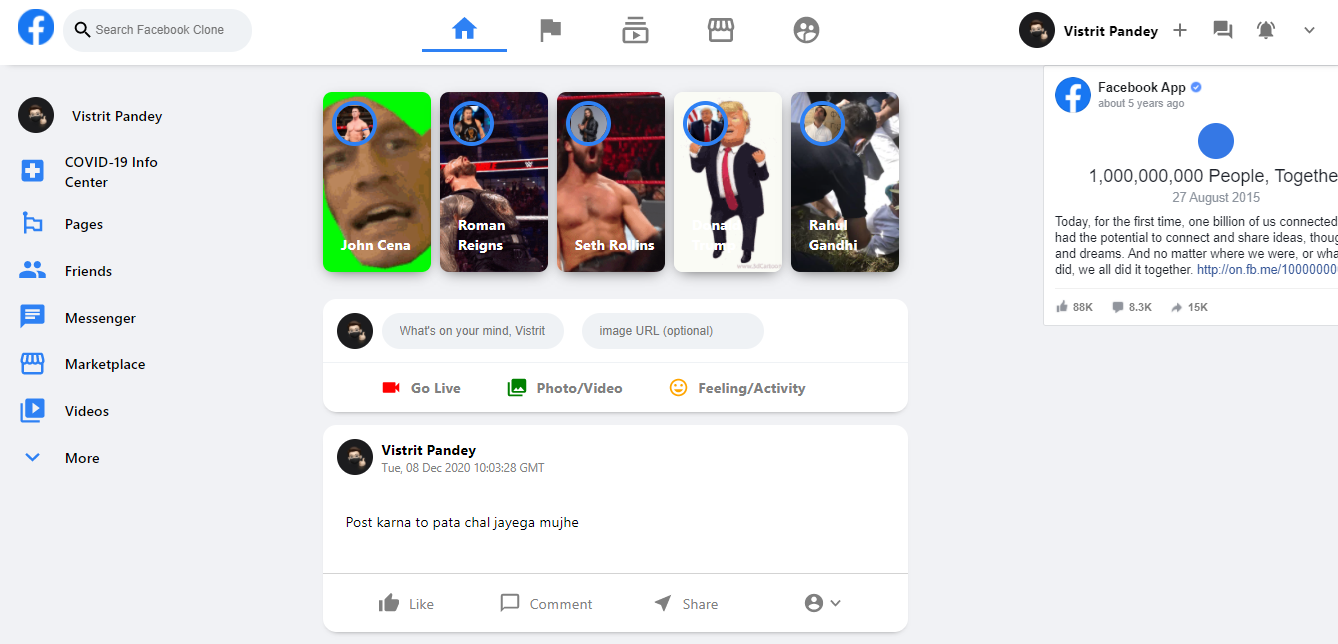 Search Facebook Clone
Vistrit Pandey
Vistrit Pandey
COVID-19 Info
Center
Pages
Friends
Messenger
Marketplace
Videos
More
John Cena
Roman
Reigns
Seth Rollins
Donald
Trump
Rahul
Gandhi
What's on your mind, Vistrit
image URL (optional)
Go Live
Photo/Video
Feeling/Activity
Vistrit Pandey
Tue, 08 Dec 2020 10:03:28 GMT
Post karna to pata chal jayega mujhe
Like
Comment
Share
Facebook App
about 5 years ago
1,000,000,000 People, Togethe
27 August 2015
Today, for the first time, one billion of us connected
had the potential to connect and share ideas, thoug
and dreams. And no matter where we were, or wha
did, we all did it together. http://on.fb.me/10000000
88K
8.3K
15K